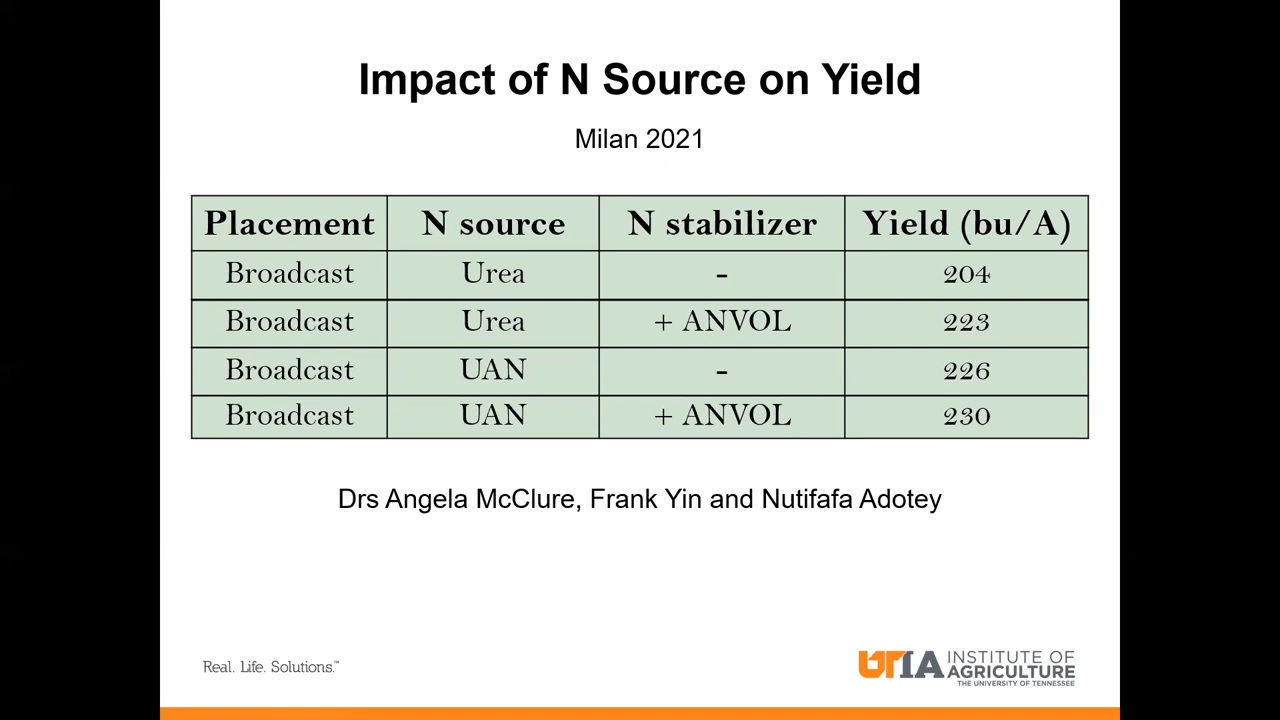 Impact of N Source on Yield
Milan 2021
Placement N source N stabilizer Yield (bu/A)
Broadcast Urea - 204
Broadcast Urea + ANVOL 223
Broadcast UAN - 226
Broadcast UAN + ANVOL 230
Drs Angela McClure, Frank Yin and Nutifafa Adotey
Real. Life. Solutions.™
UTIA INSTITUTE OF
AGRICULTURE
THE UNIVERSITY OF TENNESSEE